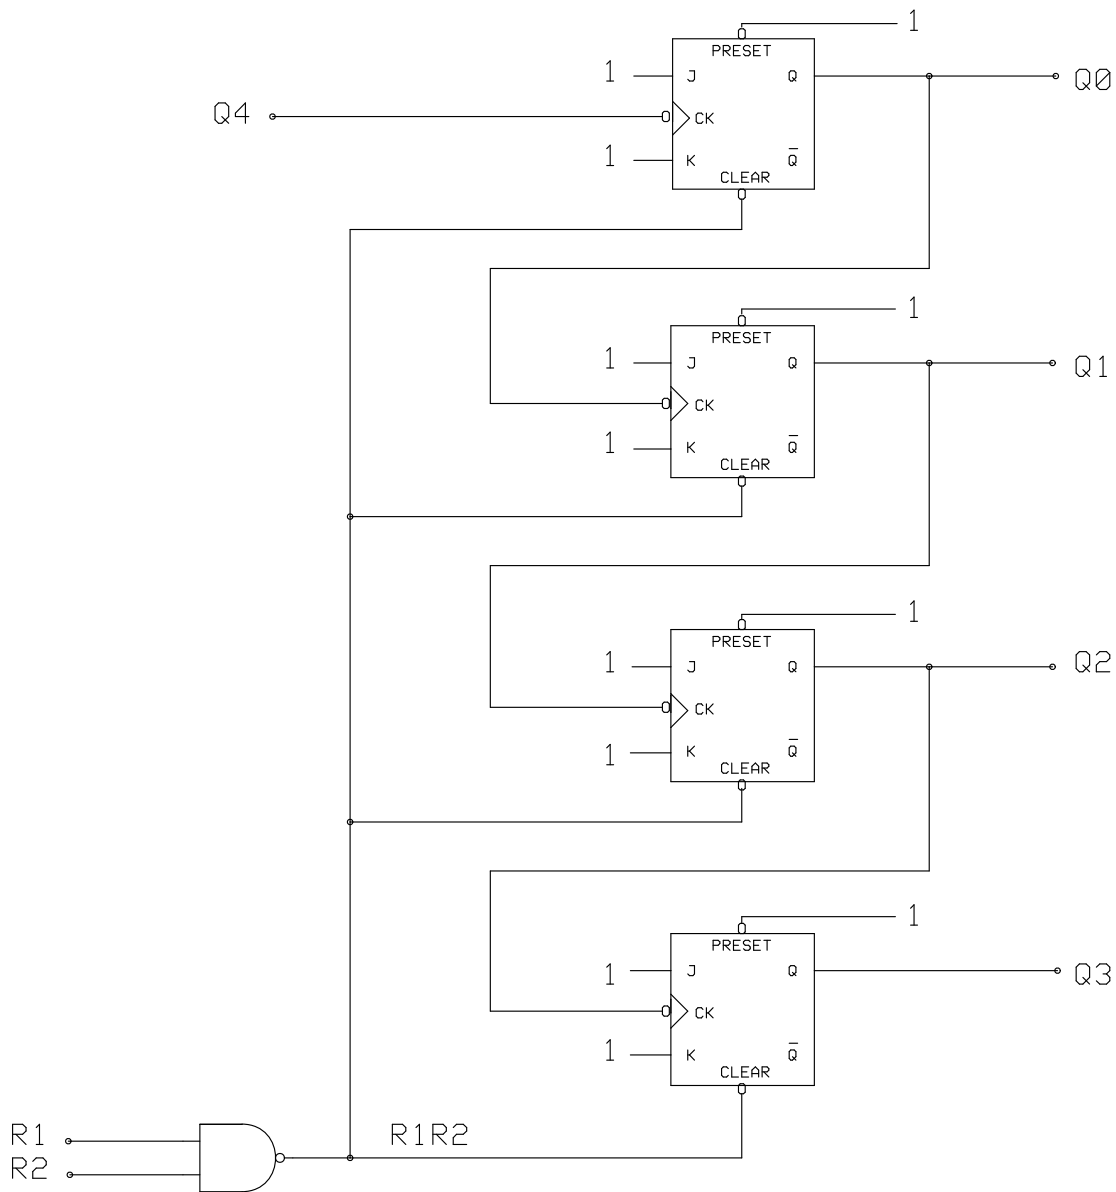 1
PRESET
1 J Q Q0
Q4 CK
1 K Q̅
CLEAR
1
PRESET
1 J Q Q1
CK
1 K Q̅
CLEAR
1
PRESET
1 J Q Q2
CK
1 K Q̅
CLEAR
1
PRESET
1 J Q Q3
CK
1 K Q̅
CLEAR
R1 R1R2
R2